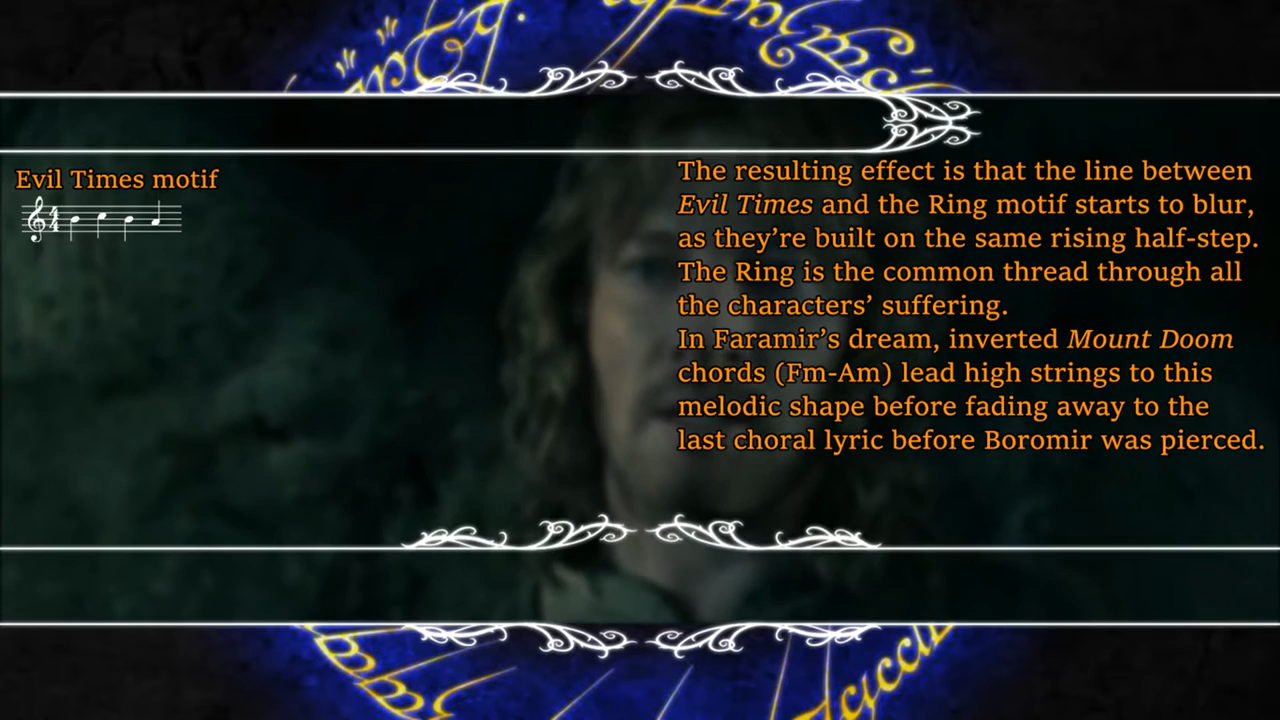 Evil Times motif
The resulting effect is that the line between
Evil Times and the Ring motif starts to blur,
as they’re built on the same rising half-step.
The Ring is the common thread through all
the characters’ suffering.
In Faramir’s dream, inverted Mount Doom
chords (Fm-Am) lead high strings to this
melodic shape before fading away to the
last choral lyric before Boromir was pierced.